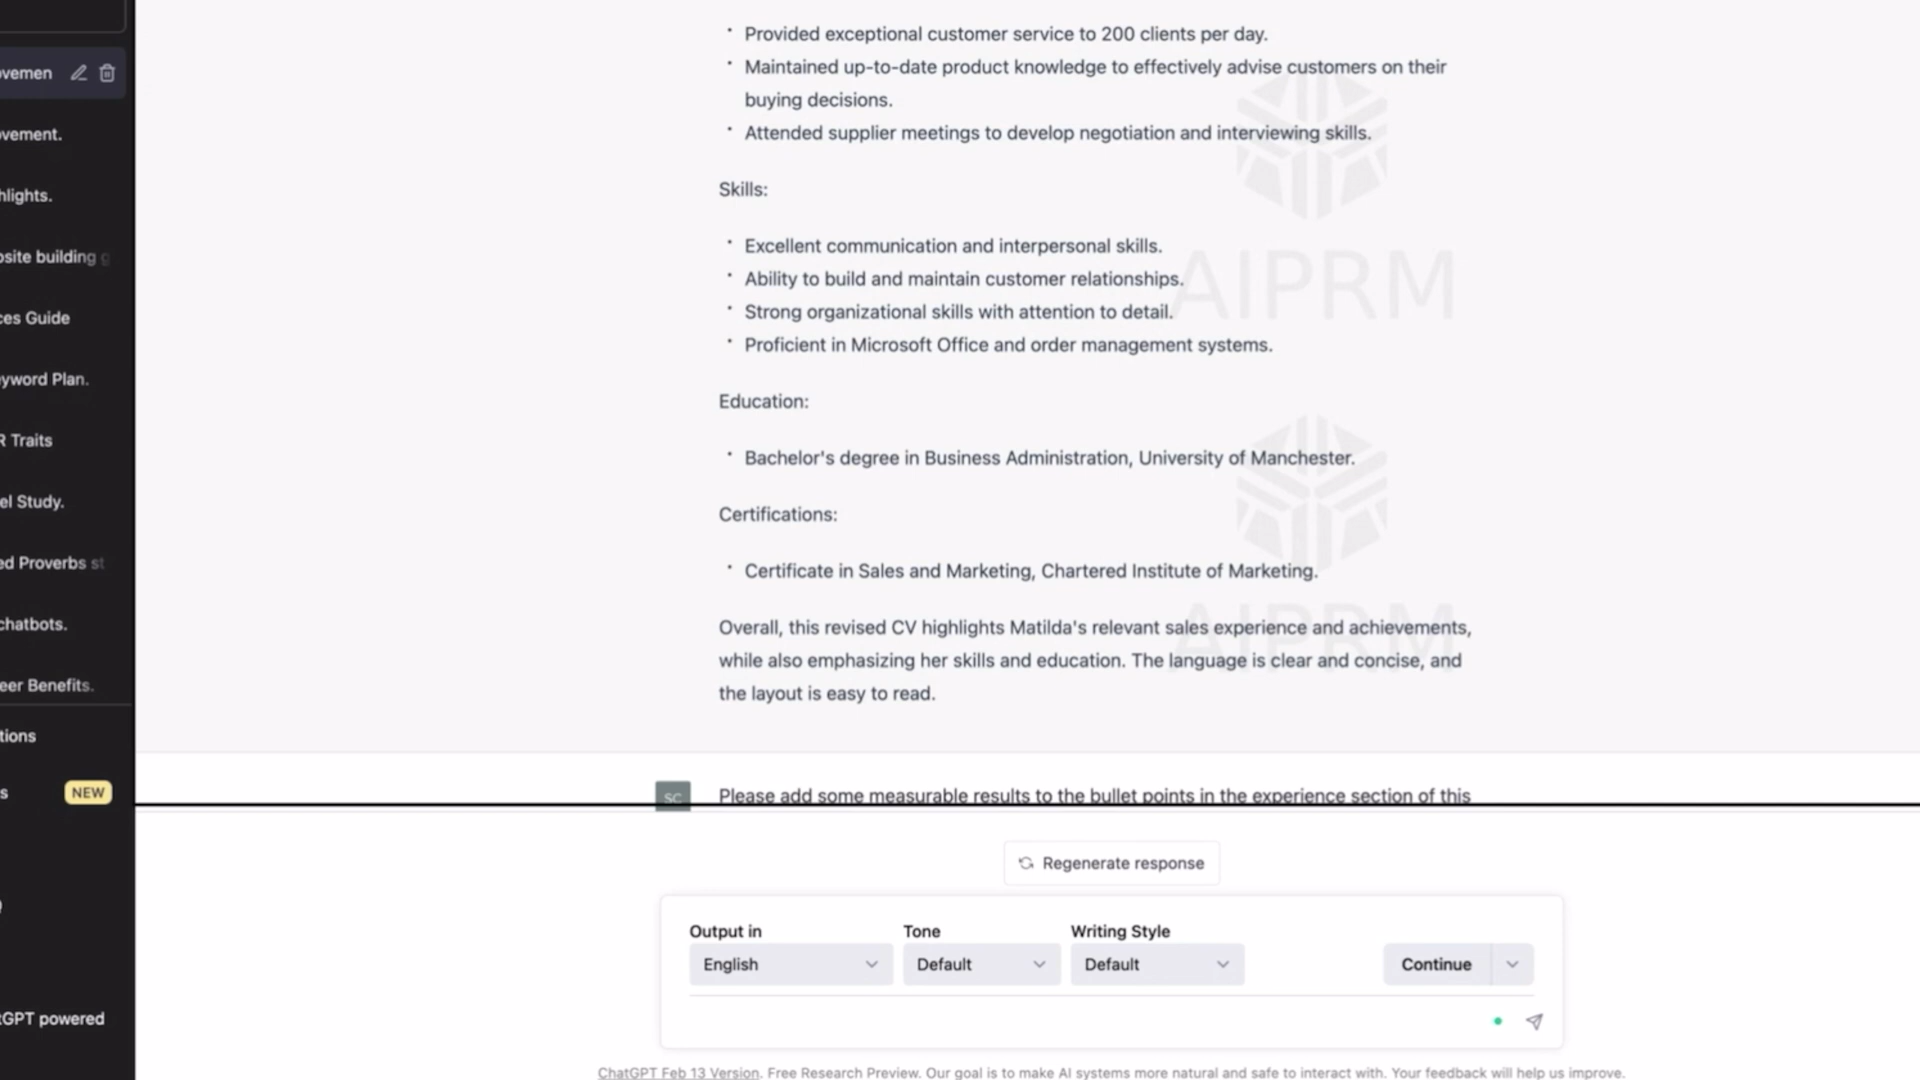 Provided exceptional customer service to 200 clients per day.
Maintained up-to-date product knowledge to effectively advise customers on their
buying decisions.
Attended supplier meetings to develop negotiation and interviewing skills.
Skills:
Excellent communication and interpersonal skills.
Ability to build and maintain customer relationships.
Strong organizational skills with attention to detail.
Proficient in Microsoft Office and order management systems.
AIPRM
Education:
Bachelor's degree in Business Administration, University of Manchester.
Certifications:
Certificate in Sales and Marketing, Chartered Institute of Marketing.
Overall, this revised CV highlights Matilda's relevant sales experience and achievements,
while also emphasizing her skills and education. The language is clear and concise, and
the layout is easy to read.
AIPRM
SC
Please add some measurable results to the bullet points in the experience section of this
Regenerate response
Output in
Tone
Writing Style
English
Default
Default
Continue
ChatGPT Feb 13 Version. Free Research Preview. Our goal is to make AI systems more natural and safe to interact with. Your feedback will help us improve.
ovemen
ovement.
hlights.
osite building g
ces Guide
eyword Plan.
R Traits
el Study.
ed Proverbs st
chatbots.
eer Benefits.
tions
s
NEW
tGPT powered